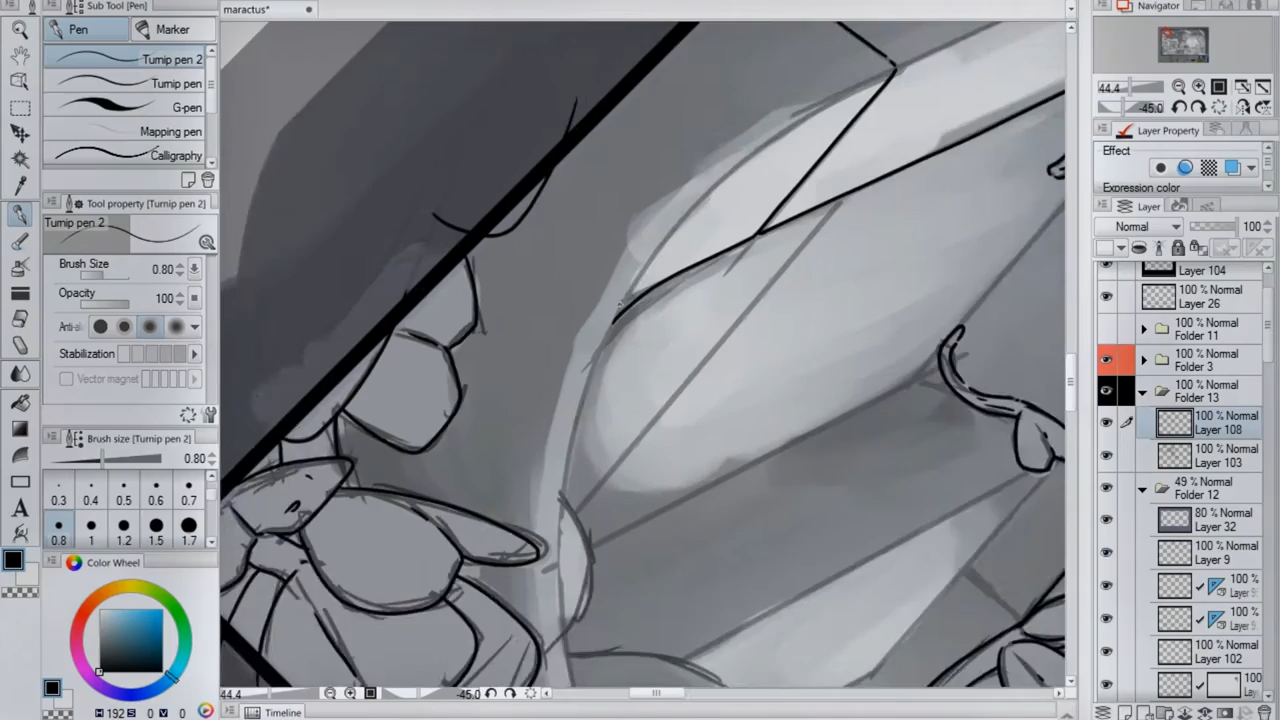 Sub Tool [Pen]
maractus*
Navigator
Pen
Marker
Turnip pen 2
Turnip pen
G-pen
Mapping pen
Calligraphy
44.4
-45.0
Layer Property
Effect
Expression color
Tool property [Turnip pen 2]
Turnip pen 2
Layer
Normal
100
Brush Size
0.80
Opacity
100
Stabilization
Vector magnet
Brush size [Turnip pen 2]
0.80
0.3 0.4 0.5 0.6 0.7
0.8 1 1.2 1.5 1.7
Color Wheel
H 192 S 0 V 0
Layer 104
100 % Normal
Layer 26
100 % Normal
Folder 11
100 % Normal
Folder 3
100 % Normal
Folder 13
100 % Normal
Layer 108
100 % Normal
Layer 103
49 % Normal
Folder 12
80 % Normal
Layer 32
100 % Normal
Layer 9
100 %
100 %
100 % Normal
Layer 102
100
44.4
-45.0
Timeline